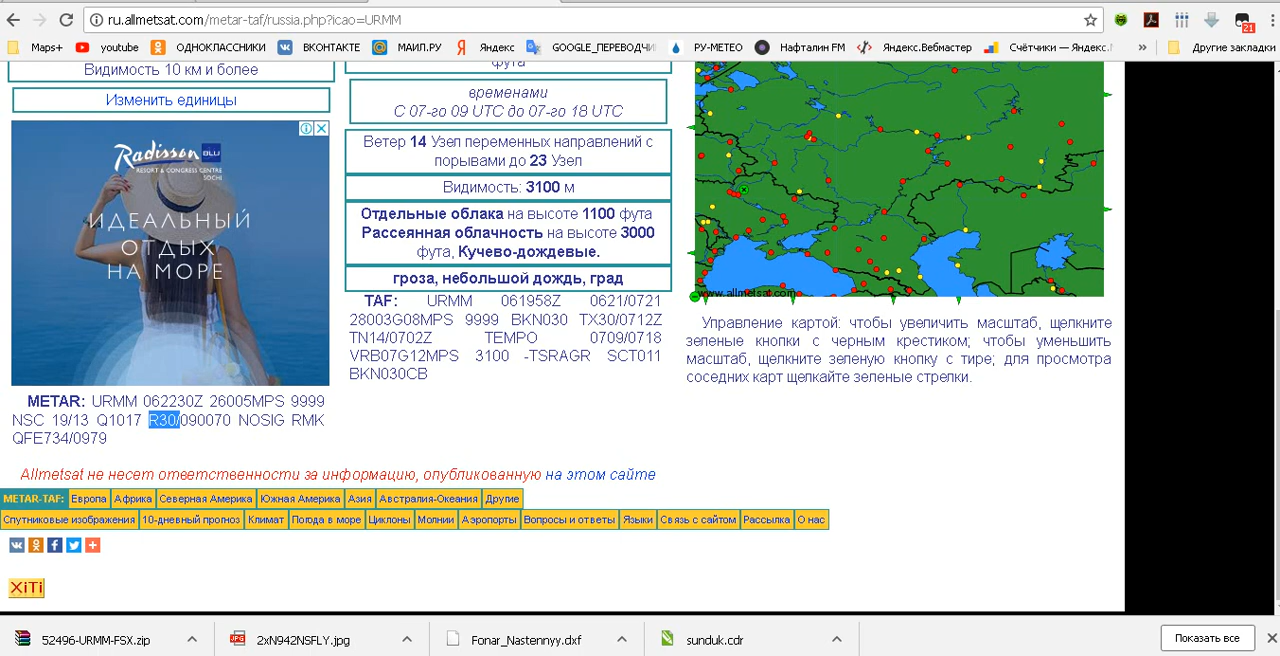 ru.allmetsat.com/metar-taf/russia.php?icao=URMM
21
Maps+
youtube
ОДНОКЛАССНИКИ
ВКОНТАКТЕ
МАИЛ.РУ
Яндекс
GOOGLE_ПЕРЕВОДЧИ
РУ-МЕТЕО
Нафталин FM
Яндекс.Вебмастер
Счётчики — Яндекс.
»
Другие закладки
Видимость 10 км и более
Изменить единицы
Radisson BLU
RESORT & CONGRESS CENTRE
SOCHI
ИДЕАЛЬНЫЙ
ОТДЫХ
НА МОРЕ
METAR: URMM 062230Z 26005MPS 9999
NSC 19/13 Q1017 R30/090070 NOSIG RMK
QFE734/0979
фута
временами
С 07-го 09 UTC до 07-го 18 UTC
Ветер 14 Узел переменных направлений с
порывами до 23 Узел
Видимость: 3100 м
Отдельные облака на высоте 1100 фута
Рассеянная облачность на высоте 3000
фута, Кучево-дождевые.
гроза, небольшой дождь, град
TAF: URMM 061958Z 0621/0721
28003G08MPS 9999 BKN030 TX30/0712Z
TN14/0702Z TEMPO 0709/0718
VRB07G12MPS 3100 -TSRAGR SCT011
BKN030CB
www.allmetsat.com
Управление картой: чтобы увеличить масштаб, щелкните
зеленые кнопки с черным крестиком; чтобы уменьшить
масштаб, щелкните зеленую кнопку с тире; для просмотра
соседних карт щелкайте зеленые стрелки.
Allmetsat не несет ответственности за информацию, опубликованную на этом сайте
METAR-TAF: Европа Африка Северная Америка Южная Америка Азия Австралия-Океания Другие
Спутниковые изображения 10-дневный прогноз Климат Погода в море Циклоны Молнии Аэропорты Вопросы и ответы Языки Связь с сайтом Рассылка О нас
XiTi
52496-URMM-FSX.zip
JPG
2xN942NSFLY.jpg
Fonar_Nastennyy.dxf
sunduk.cdr
Показать все